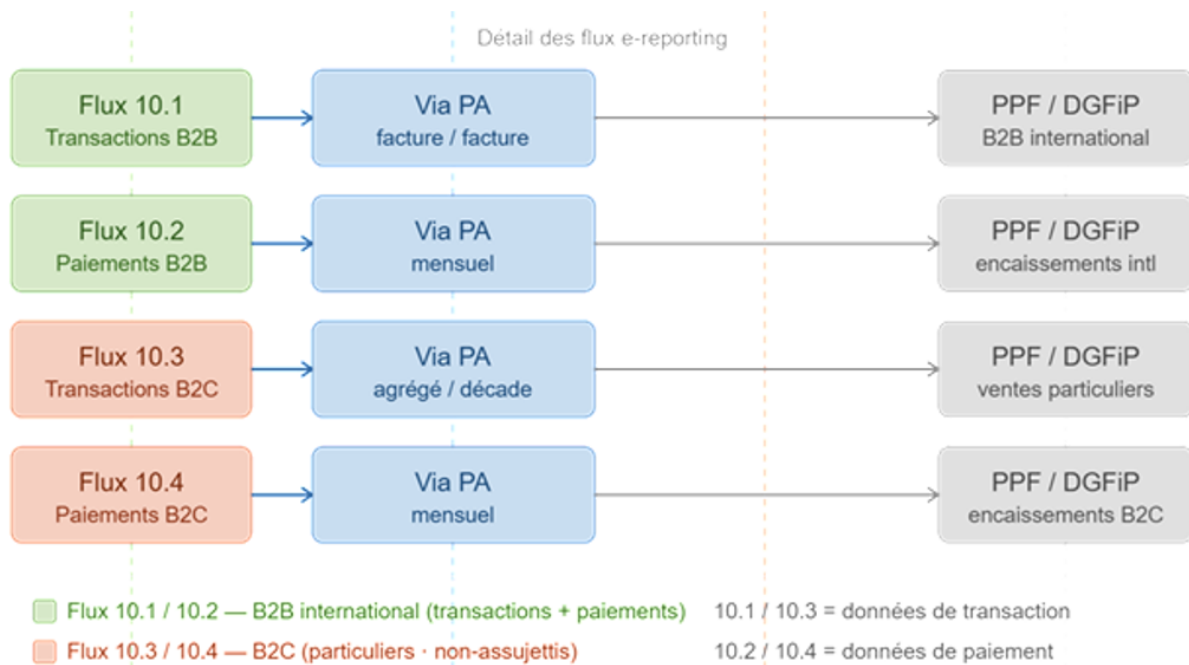 Détail des flux e-reporting
Flux 10.1
Transactions B2B
Via PA
facture / facture
PPF / DGFiP
B2B international
Flux 10.2
Paiements B2B
Via PA
mensuel
PPF / DGFiP
encaissements intl
Flux 10.3
Transactions B2C
Via PA
agrégé / décade
PPF / DGFiP
ventes particuliers
Flux 10.4
Paiements B2C
Via PA
mensuel
PPF / DGFiP
encaissements B2C
Flux 10.1 / 10.2 — B2B international (transactions + paiements)
10.1 / 10.3 = données de transaction
Flux 10.3 / 10.4 — B2C (particuliers · non-assujettis)
10.2 / 10.4 = données de paiement